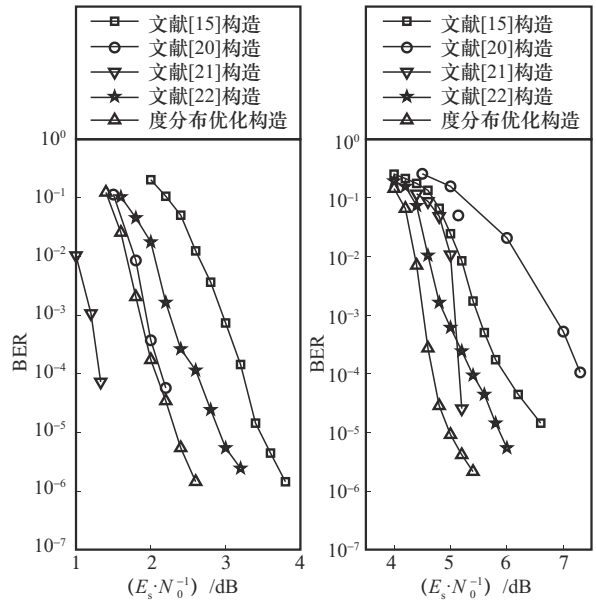 文献[15]构造
文献[20]构造
文献[21]构造
文献[22]构造
度分布优化构造
10⁰
10⁻¹
10⁻²
10⁻³
10⁻⁴
10⁻⁵
10⁻⁶
10⁻⁷
BER
1 2 3 4
(Eₛ·N₀⁻¹) /dB
文献[15]构造
文献[20]构造
文献[21]构造
文献[22]构造
度分布优化构造
10⁰
10⁻¹
10⁻²
10⁻³
10⁻⁴
10⁻⁵
10⁻⁶
10⁻⁷
BER
4 5 6 7
(Eₛ·N₀⁻¹) /dB